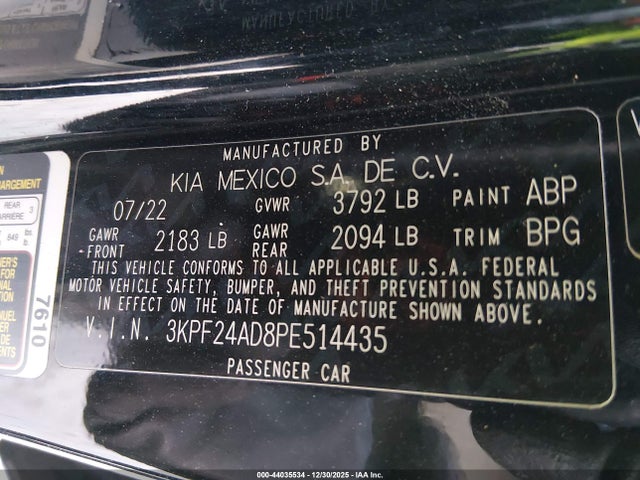 MANUFACTURED BY
KIA MEXICO S.A. DE C.V.
07/22 GVWR 3792 LB PAINT ABP
GAWR FRONT 2183 LB GAWR REAR 2094 LB TRIM BPG
THIS VEHICLE CONFORMS TO ALL APPLICABLE U.S.A. FEDERAL
MOTOR VEHICLE SAFETY, BUMPER, AND THEFT PREVENTION STANDARDS
IN EFFECT ON THE DATE OF MANUFACTURE SHOWN ABOVE.
V.I.N. 3KPF24AD8PE514435
PASSENGER CAR
REAR 3
7610
000-44035534 - 12/30/2025 - IAA Inc.